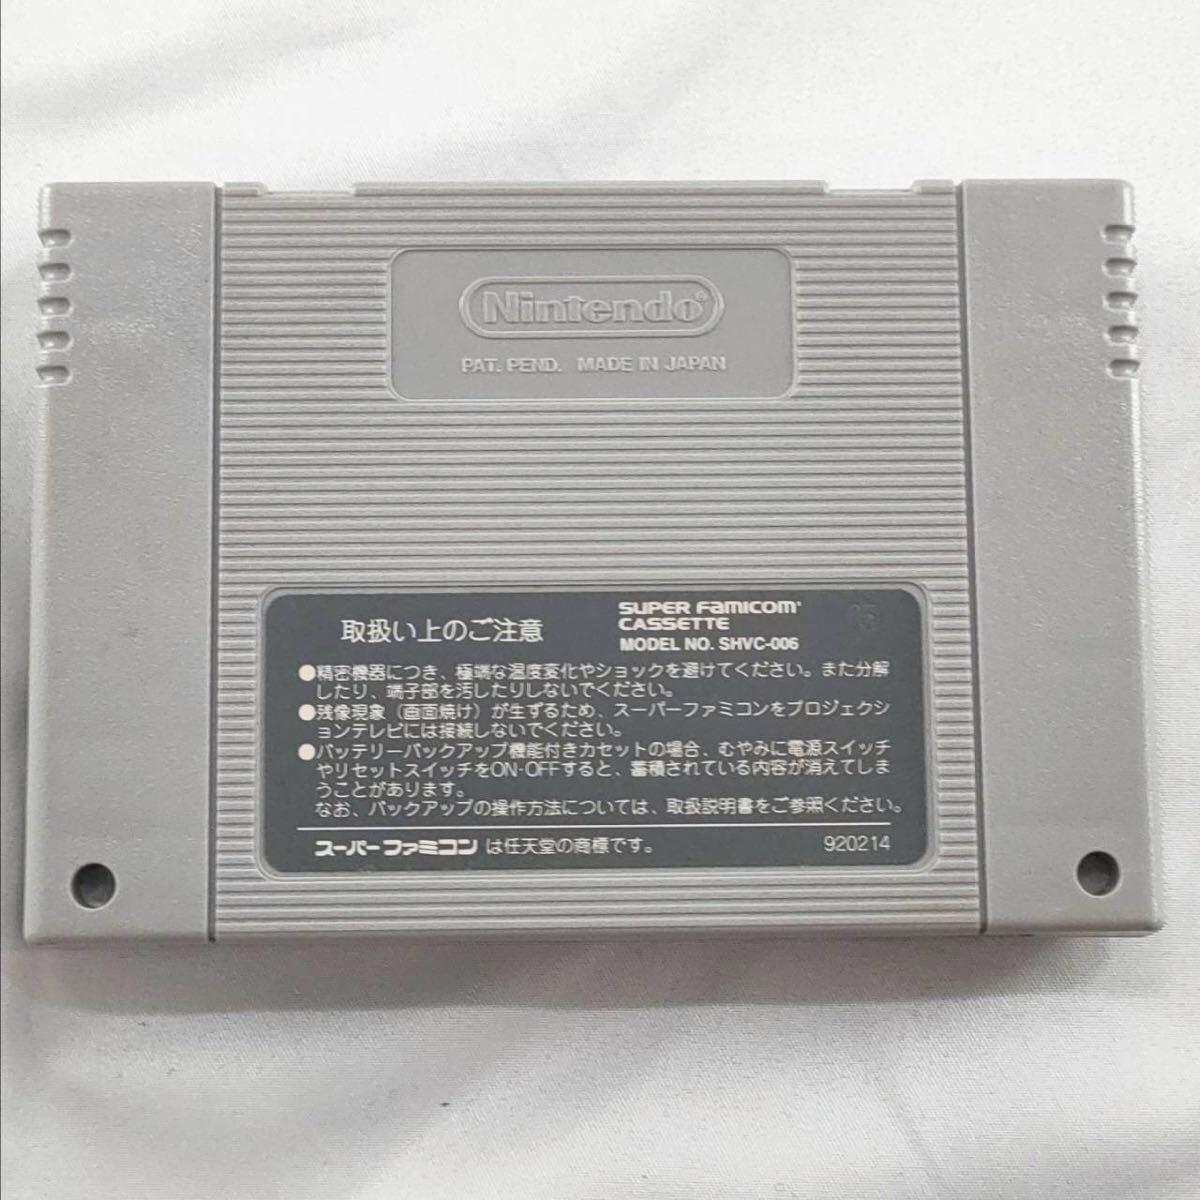 Nintendo®
PAT. PEND. MADE IN JAPAN
取扱い上のご注意
SUPER FAMICOM
CASSETTE
MODEL NO. SHVC-006
●精密機器につき、極端な温度変化やショックを避けてください。また分解
したり、端子部を汚したりしないでください。
●残像現象（画面焼け）が生ずるため、スーパーファミコンをプロジェクシ
ョンテレビには接続しないでください。
●バッテリーバックアップ機能付きカセットの場合、むやみに電源スイッチ
やリセットスイッチをON・OFFすると、蓄積されている内容が消えてしま
うことがあります。
なお、バックアップの操作方法については、取扱説明書をご参照ください。
スーパーファミコンは任天堂の商標です。
920214